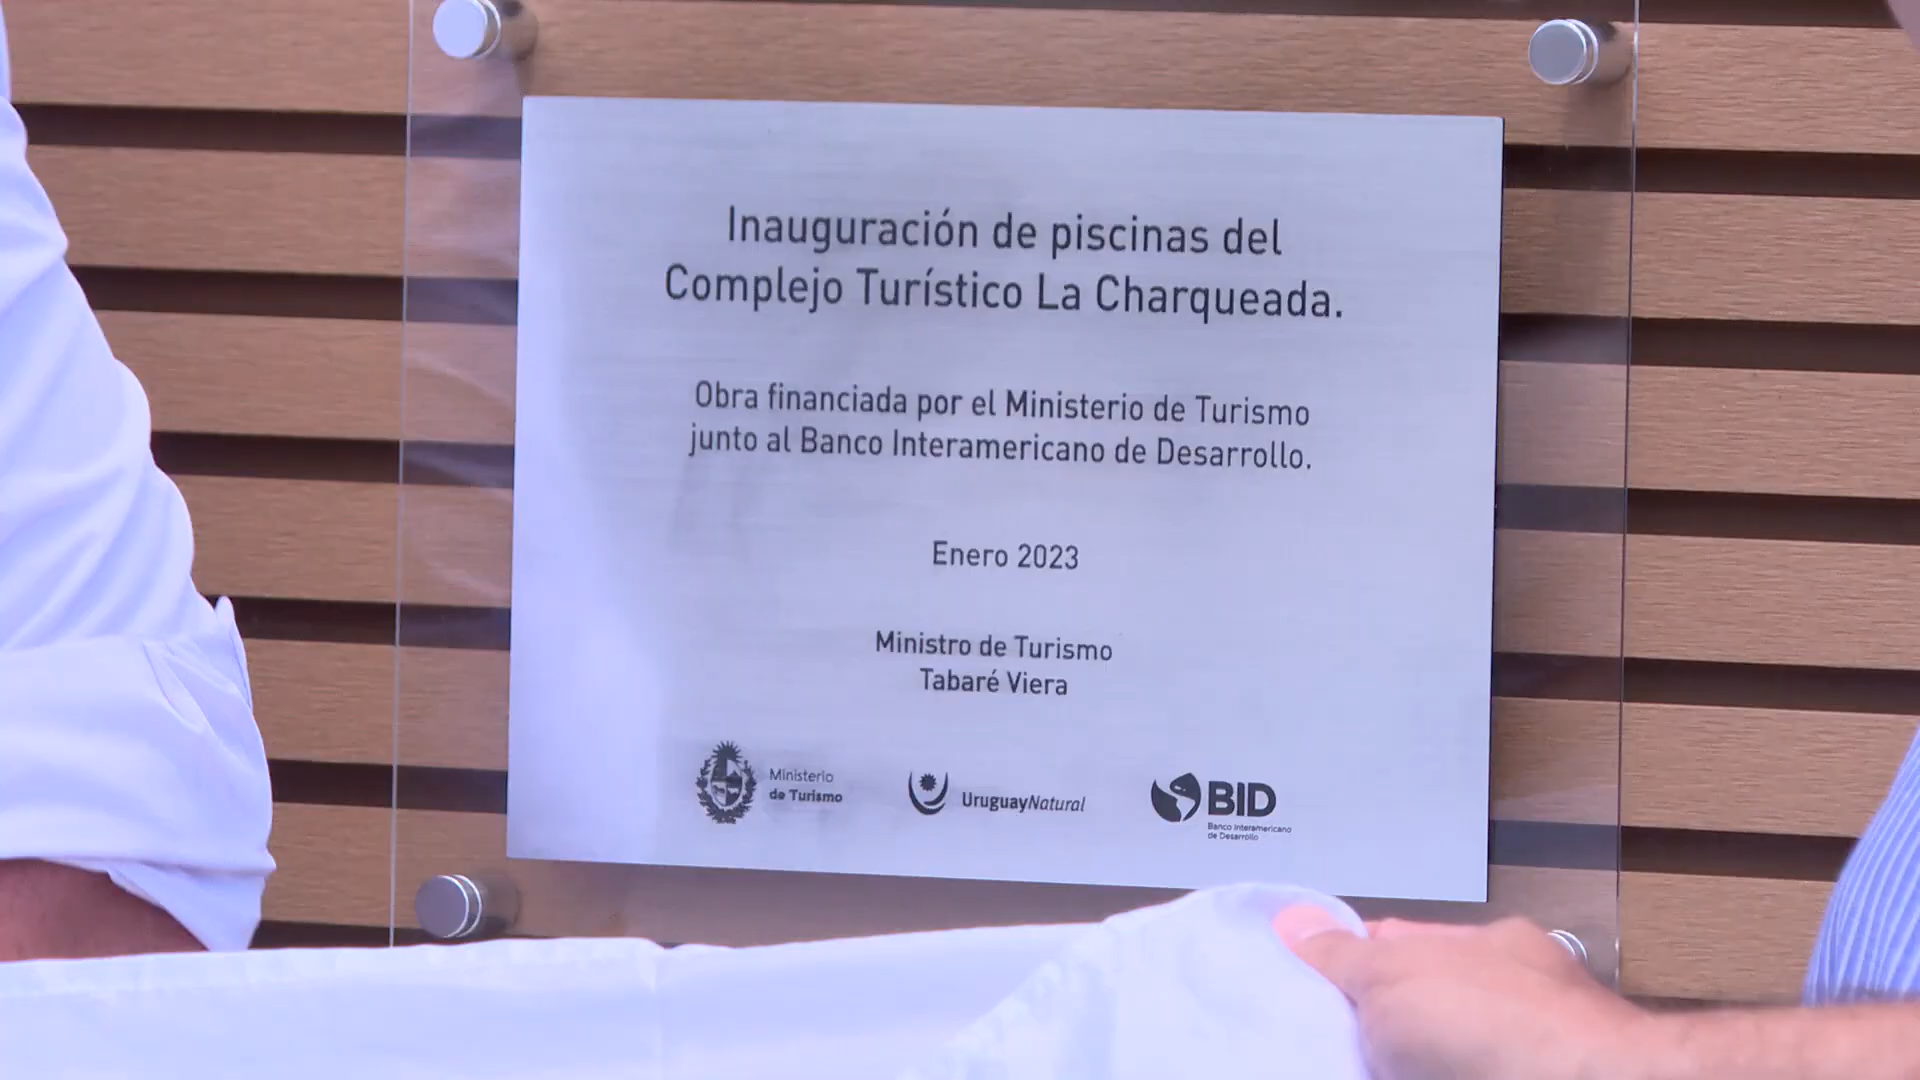 Inauguración de piscinas del
Complejo Turístico La Charqueada.
Obra financiada por el Ministerio de Turismo
junto al Banco Interamericano de Desarrollo.
Enero 2023
Ministro de Turismo
Tabaré Viera
Ministerio
de Turismo
UruguayNatural
BID
Banco Interamericano
de Desarrollo